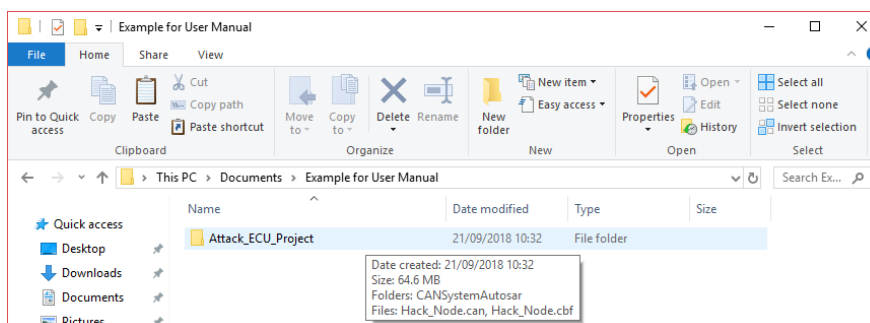 Example for User Manual
File Home Share View
Pin to Quick access
Copy
Paste
Cut
Copy path
Paste shortcut
Clipboard
Move to
Copy to
Delete
Rename
Organize
New folder
New item
Easy access
New
Properties
Open
Edit
History
Open
Select all
Select none
Invert selection
Select
This PC > Documents > Example for User Manual
Search Ex...
Name Date modified Type Size
Quick access
Desktop
Downloads
Documents
Pictures
Attack_ECU_Project 21/09/2018 10:32 File folder
Date created: 21/09/2018 10:32
Size: 64.6 MB
Folders: CANSystemAutosar
Files: Hack_Node.can, Hack_Node.cbf